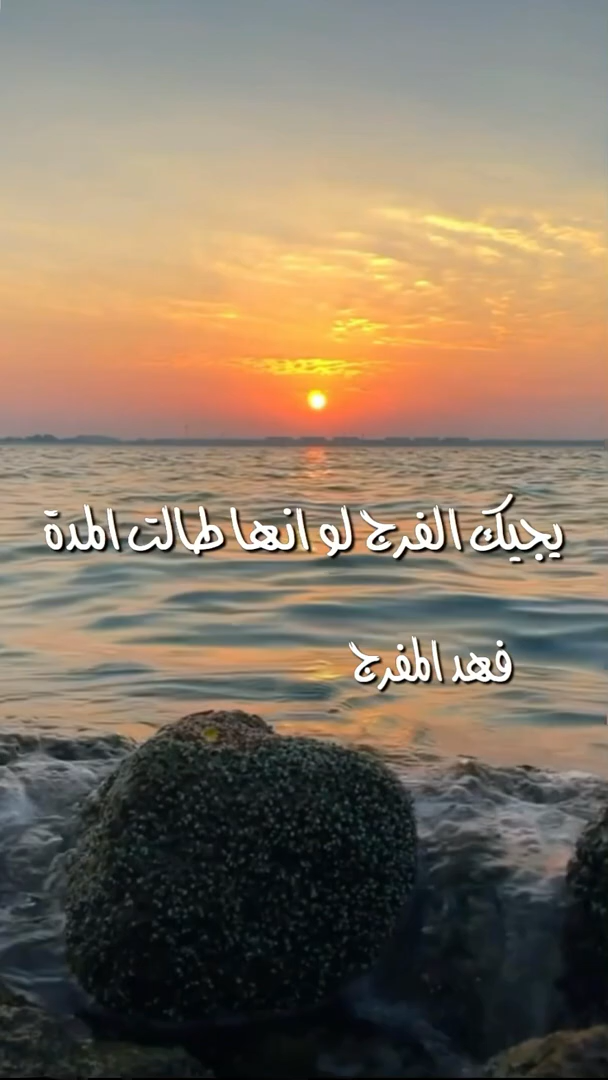 يجيك الفرج لو انها طالت المدة
فهد المفرج